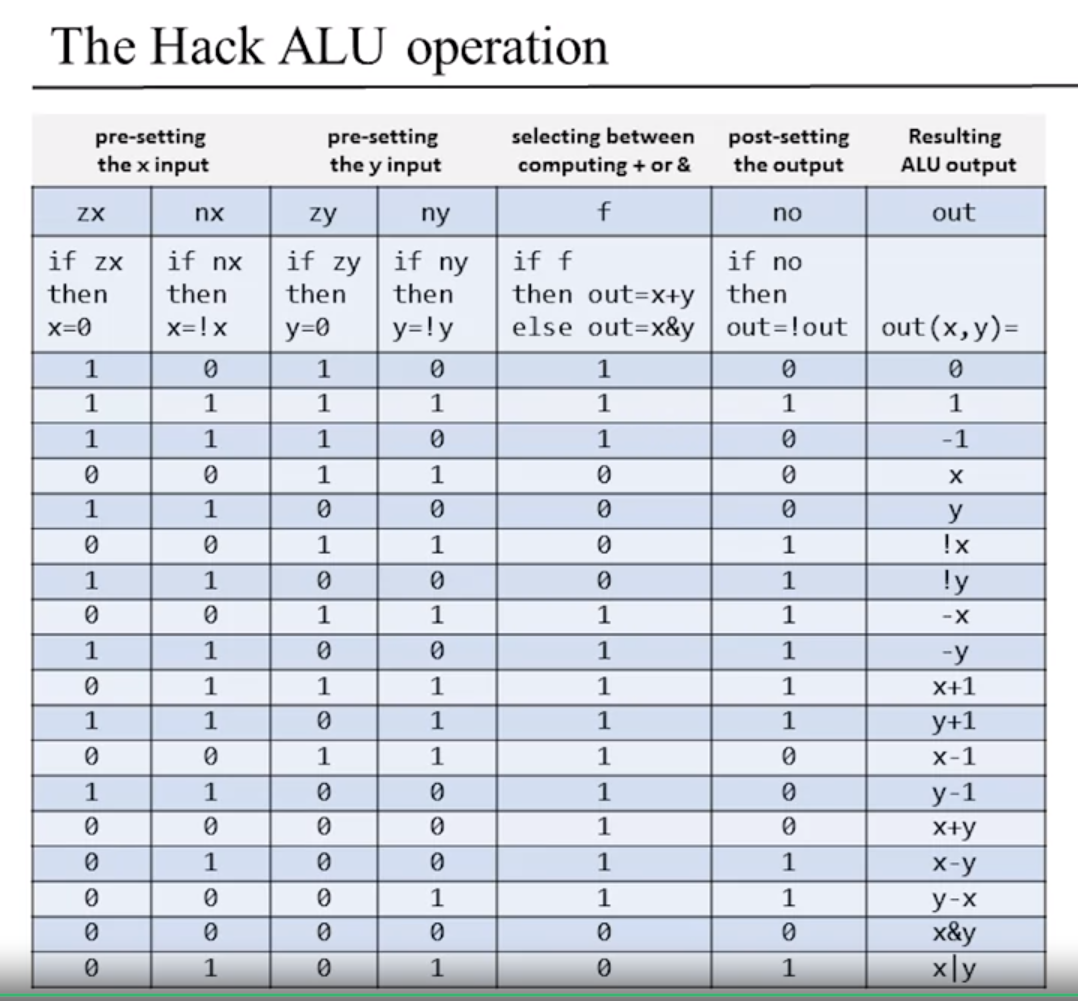 The Hack ALU operation
pre-setting the x input pre-setting the y input selecting between computing + or & post-setting the output Resulting ALU output
zx nx zy ny f no out
if zx then x=0 if nx then x=!x if zy then y=0 if ny then y=!y if f then out=x+y else out=x&y if no then out=!out out(x,y)=
1 0 1 0 1 0 0
1 1 1 1 1 1 1
1 1 1 0 1 0 -1
0 0 1 1 0 0 x
1 1 0 0 0 0 y
0 0 1 1 0 1 !x
1 1 0 0 0 1 !y
0 0 1 1 1 1 -x
1 1 0 0 1 1 -y
0 1 1 1 1 1 x+1
1 1 0 1 1 1 y+1
0 0 1 1 1 0 x-1
1 1 0 0 1 0 y-1
0 0 0 0 1 0 x+y
0 1 0 0 1 1 x-y
0 0 0 1 1 1 y-x
0 0 0 0 0 0 x&y
0 1 0 1 0 1 x|y